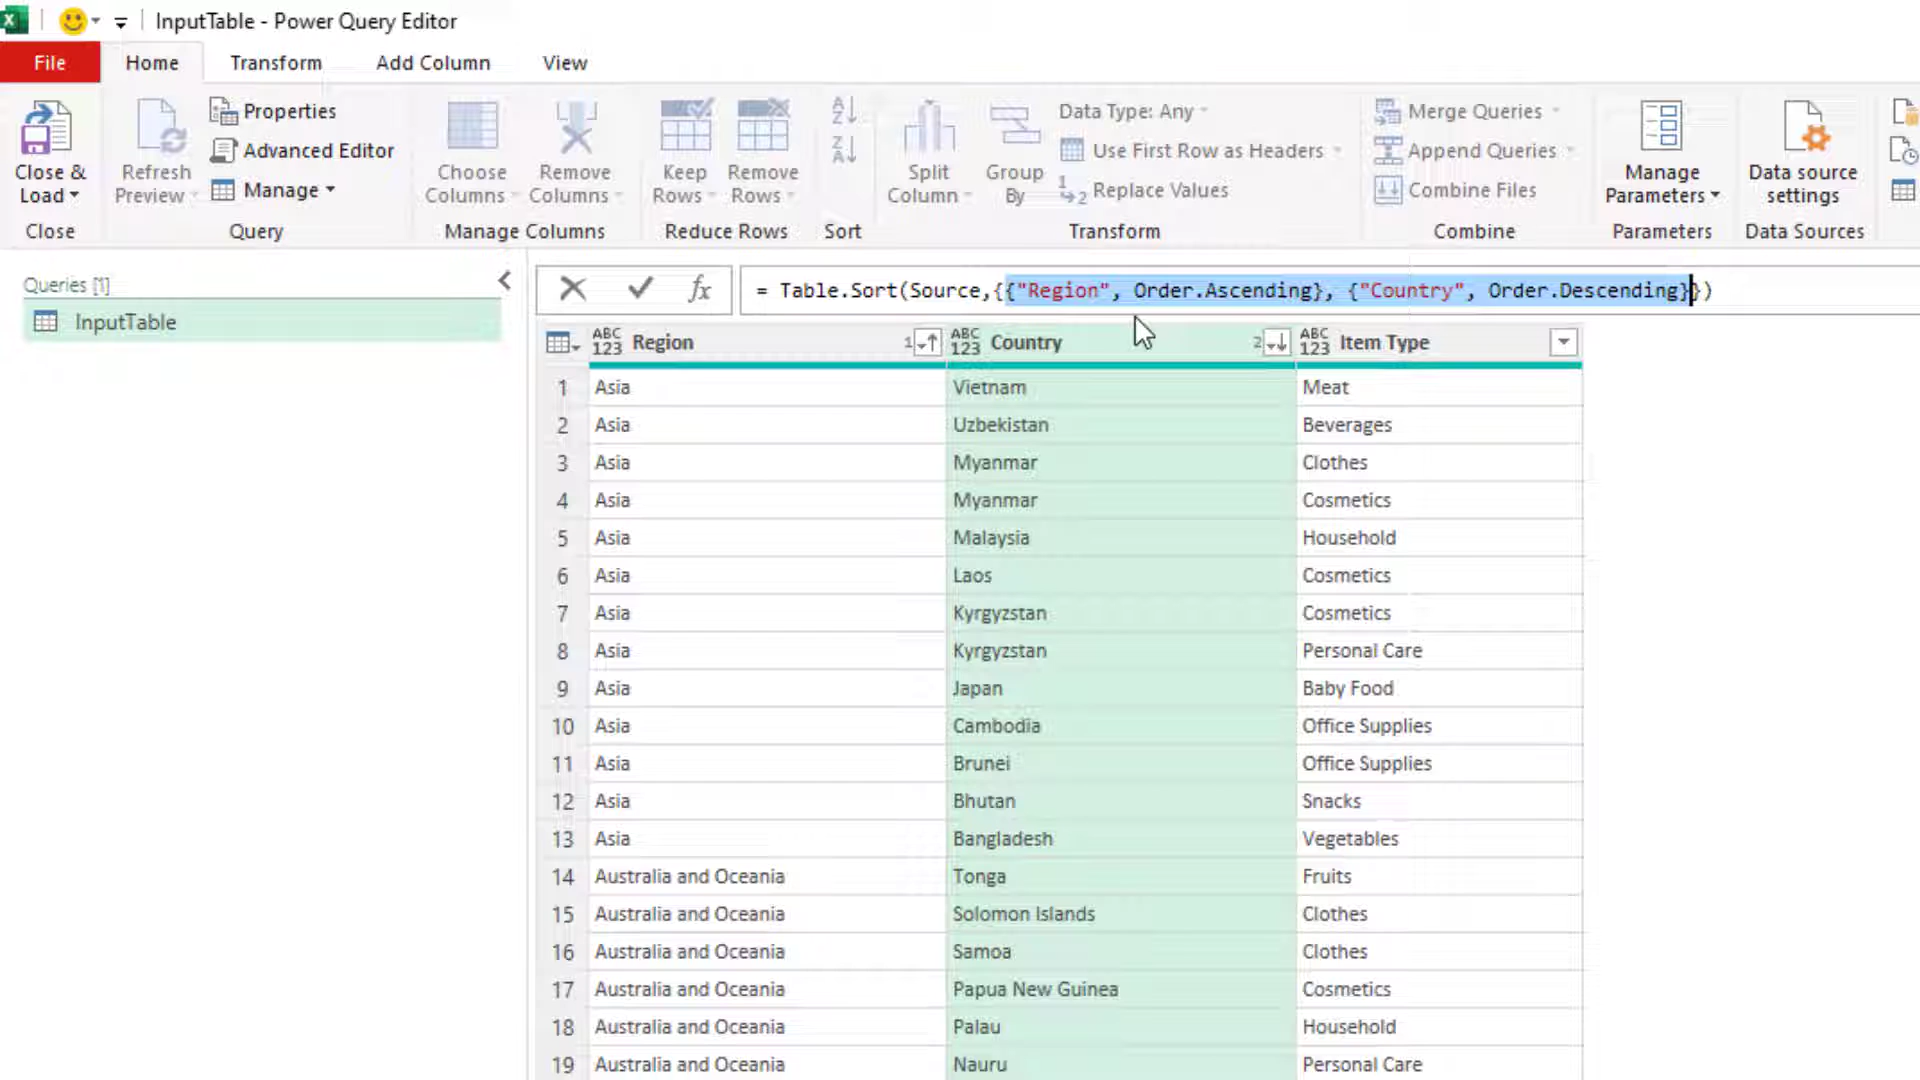 InputTable - Power Query Editor
File Home Transform Add Column View
Close & Load
Close
Refresh Preview
Properties
Advanced Editor
Manage
Query
Choose Columns
Remove Columns
Manage Columns
Keep Rows
Remove Rows
Reduce Rows
Sort
Split Column
Group By
Data Type: Any
Use First Row as Headers
Replace Values
Transform
Merge Queries
Append Queries
Combine Files
Combine
Manage Parameters
Parameters
Data source settings
Data Sources
Queries [1]
InputTable
fx = Table.Sort(Source,{{"Region", Order.Ascending}, {"Country", Order.Descending}})
ABC 123 Region 1 ABC 123 Country 2 ABC 123 Item Type
1 Asia Vietnam Meat
2 Asia Uzbekistan Beverages
3 Asia Myanmar Clothes
4 Asia Myanmar Cosmetics
5 Asia Malaysia Household
6 Asia Laos Cosmetics
7 Asia Kyrgyzstan Cosmetics
8 Asia Kyrgyzstan Personal Care
9 Asia Japan Baby Food
10 Asia Cambodia Office Supplies
11 Asia Brunei Office Supplies
12 Asia Bhutan Snacks
13 Asia Bangladesh Vegetables
14 Australia and Oceania Tonga Fruits
15 Australia and Oceania Solomon Islands Clothes
16 Australia and Oceania Samoa Clothes
17 Australia and Oceania Papua New Guinea Cosmetics
18 Australia and Oceania Palau Household
19 Australia and Oceania Nauru Personal Care